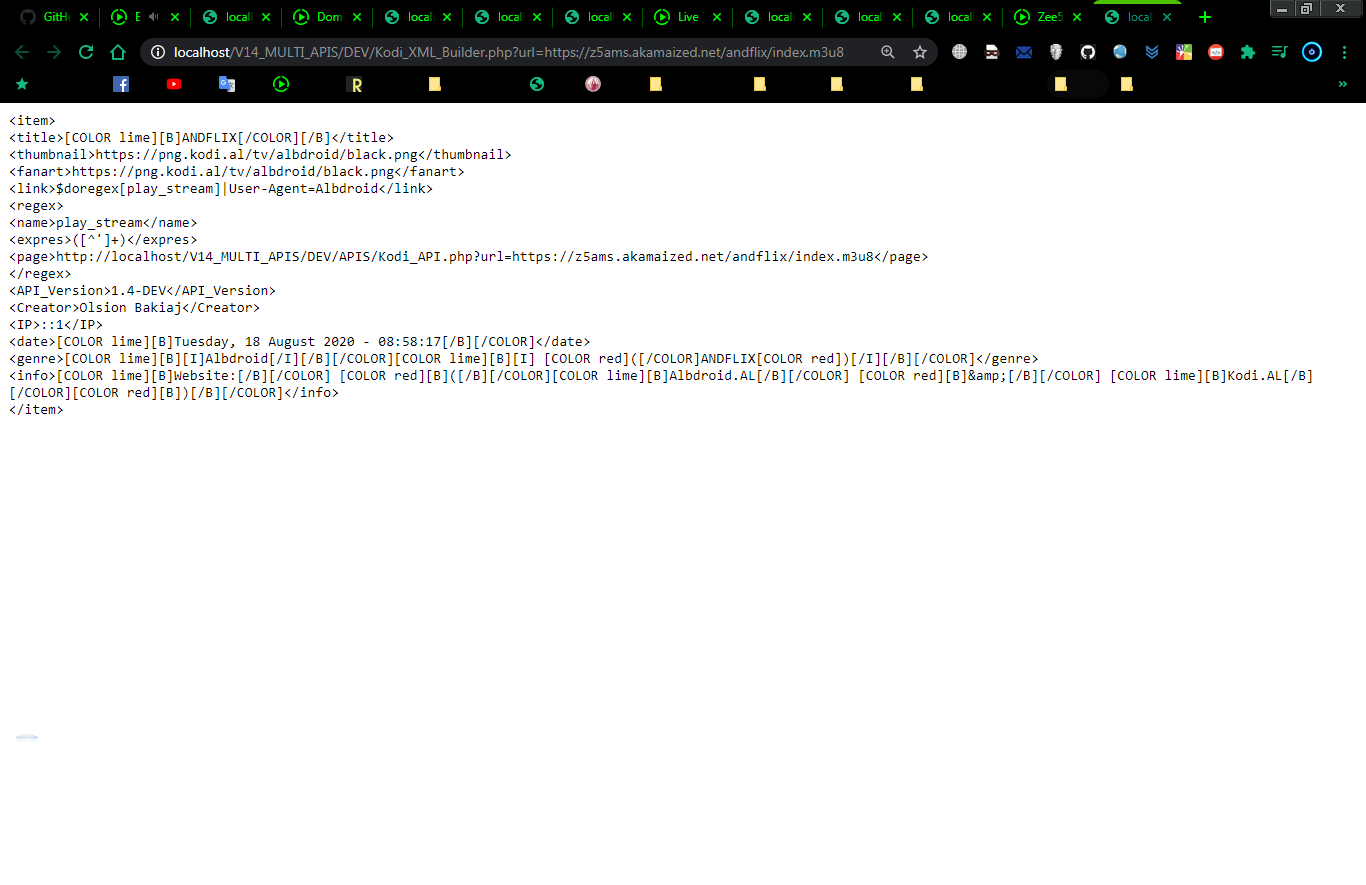 GitH E local Dom local local local Live local local local Zee5 local
localhost/V14_MULTI_APIS/DEV/Kodi_XML_Builder.php?url=https://z5ams.akamaized.net/andflix/index.m3u8
<item>
<title>[COLOR lime][B]ANDFLIX[/COLOR][/B]</title>
<thumbnail>https://png.kodi.al/tv/albdroid/black.png</thumbnail>
<fanart>https://png.kodi.al/tv/albdroid/black.png</fanart>
<link>$doregex[play_stream]|User-Agent=Albdroid</link>
<regex>
<name>play_stream</name>
<expres>([^']+)</expres>
<page>http://localhost/V14_MULTI_APIS/DEV/APIS/Kodi_API.php?url=https://z5ams.akamaized.net/andflix/index.m3u8</page>
</regex>
<API_Version>1.4-DEV</API_Version>
<Creator>Olsion Bakiaj</Creator>
<IP>::1</IP>
<date>[COLOR lime][B]Tuesday, 18 August 2020 - 08:58:17[/B][/COLOR]</date>
<genre>[COLOR lime][B][I]Albdroid[/I][/B][/COLOR][COLOR lime][B][I] [COLOR red]([/COLOR]ANDFLIX[COLOR red])[/I][/B][/COLOR]</genre>
<info>[COLOR lime][B]Website:[/B][/COLOR] [COLOR red][B]([/B][/COLOR][COLOR lime][B]Albdroid.AL[/B][/COLOR] [COLOR red][B]&amp;[/B][/COLOR] [COLOR lime][B]Kodi.AL[/B]
[/COLOR][COLOR red][B])[/B][/COLOR]</info>
</item>